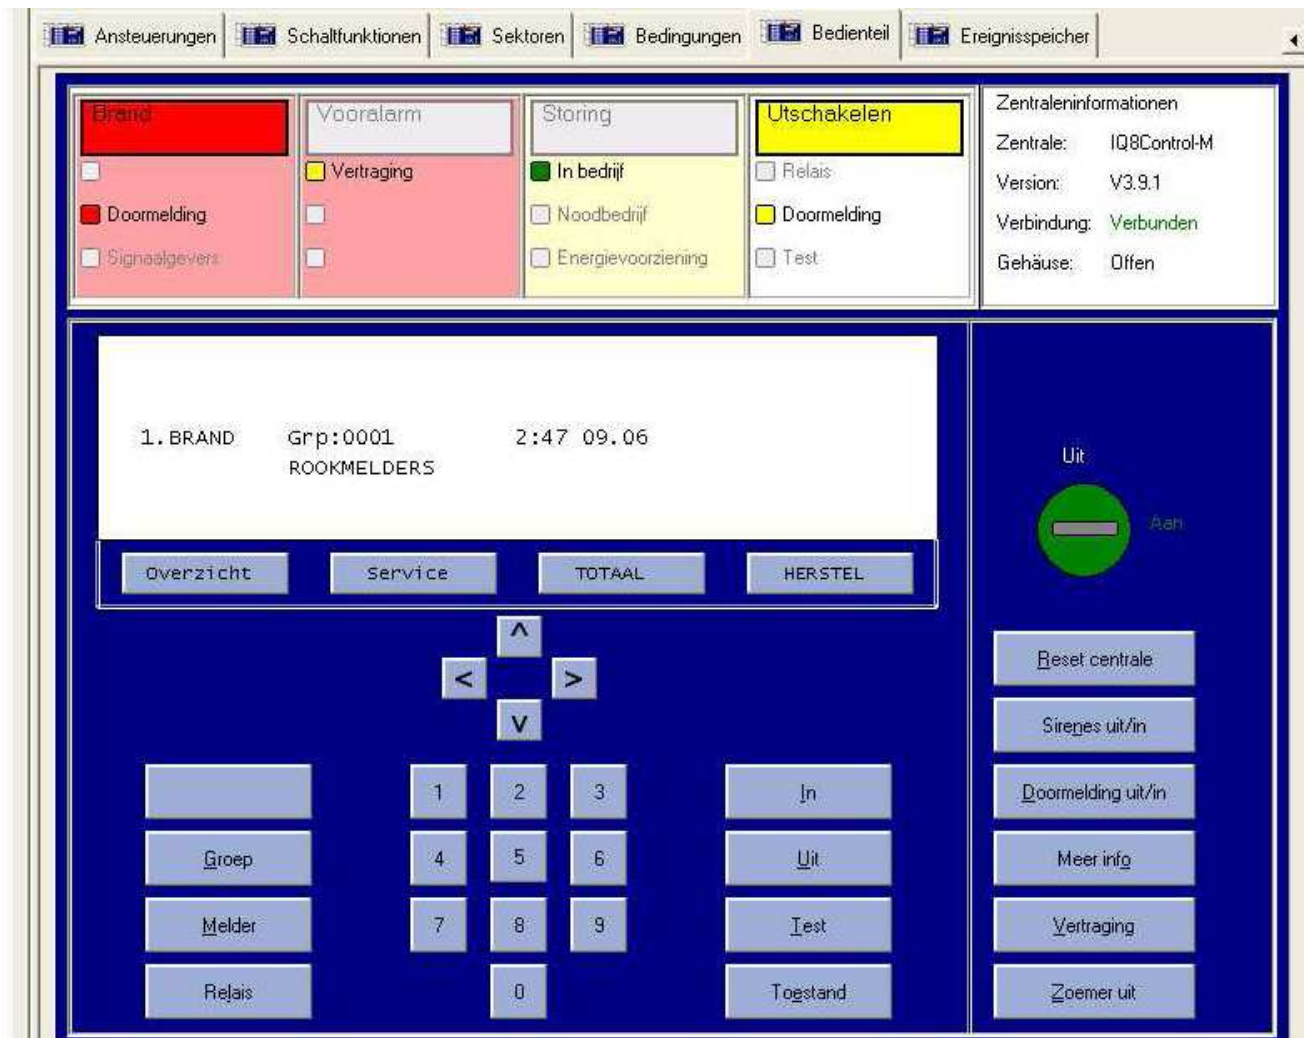 Ansteuerungen Schaltfunktionen Sektoren Bedingungen Bedienteil Ereignisspeicher
Brand Vooralarm Storing Utschakelen
Vertraging In bedrijf Relais
Doormelding Noodbedrijf Doormelding
Signaalgevers Energievoorziening Test
Zentraleninformationen
Zentrale: IQ8Control-M
Version: V3.9.1
Verbindung: Verbunden
Gehäuse: Offen
1.BRAND Grp:0001 2:47 09.06
ROOKMELDERS
Overzicht Service TOTAAL HERSTEL
Uit
Aan
^
< >
v
Reset centrale
Sirenes uit/in
1 2 3 In Doormelding uit/in
Groep 4 5 6 Uit Meer info
Melder 7 8 9 Test Vertraging
Relais 0 Toestand Zoemer uit